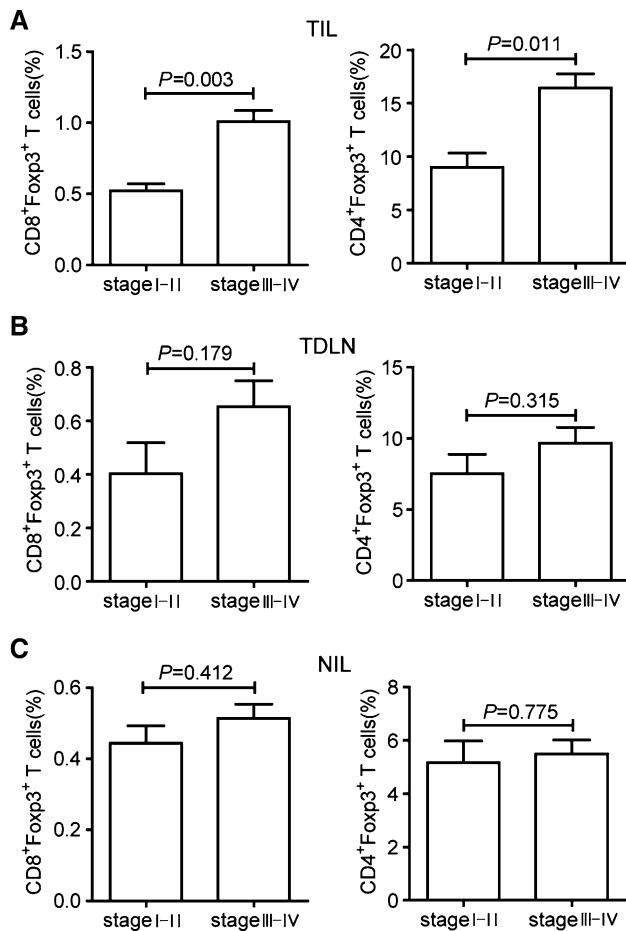 A
TIL
P=0.003
CD8+Foxp3+ T cells(%)
1.5
1.0
0.5
0.0
stage I-II
stage III-IV
P=0.011
CD4+Foxp3+ T cells(%)
20
15
10
5
0
stage I-II
stage III-IV
B
TDLN
P=0.179
CD8+Foxp3+ T cells(%)
0.8
0.6
0.4
0.2
0.0
stage I-II
stage III-IV
P=0.315
CD4+Foxp3+ T cells(%)
15
10
5
0
stage I-II
stage III-IV
C
NIL
P=0.412
CD8+Foxp3+ T cells(%)
0.6
0.4
0.2
0.0
stage I-II
stage III-IV
P=0.775
CD4+Foxp3+ T cells(%)
8
6
4
2
0
stage I-II
stage III-IV